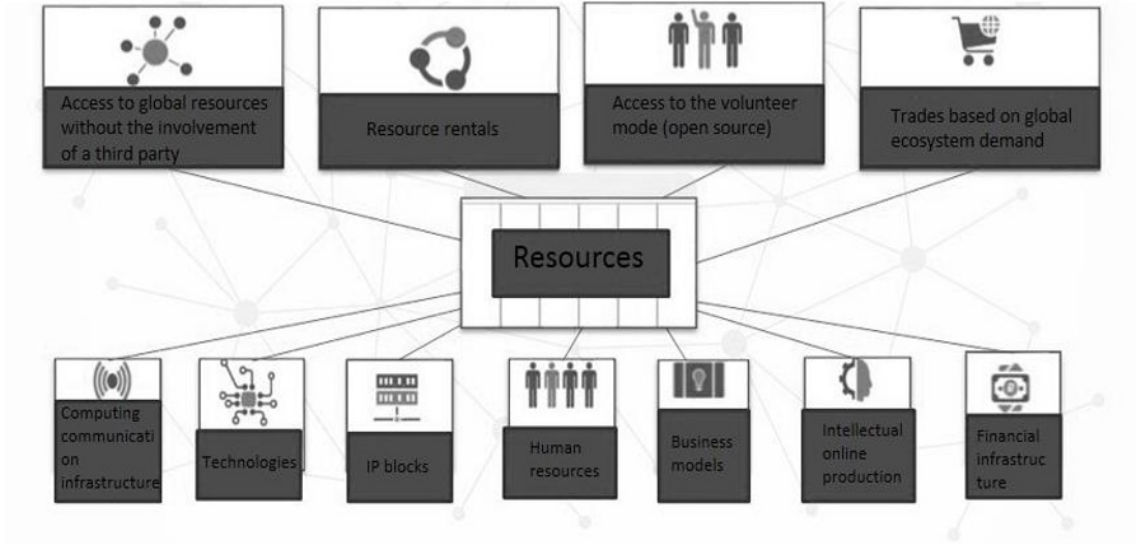 Access to global resources
without the involvement
of a third party
Resource rentals
Access to the volunteer
mode (open source)
Trades based on global
ecosystem demand
Resources
Computing
communicati
on
infrastructure
Technologies
IP blocks
Human
resources
Business
models
Intellectual
online
production
Financial
infrastruc
ture